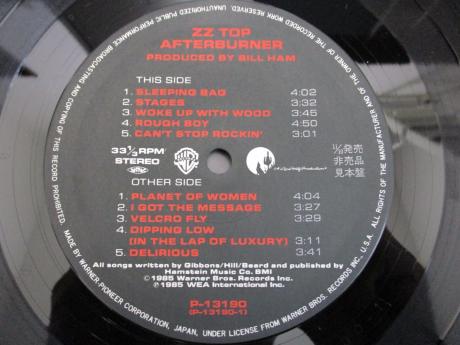 ZZ TOP
AFTERBURNER
PRODUCED BY BILL HAM
THIS SIDE
1. SLEEPING BAG 4:02
2. STAGES 3:32
3. WOKE UP WITH WOOD 3:45
4. ROUGH BOY 4:50
5. CAN'T STOP ROCKIN' 3:01
33 1/3 RPM
STEREO
11/9発売
非売品
見本盤
OTHER SIDE
1. PLANET OF WOMEN 4:04
2. I GOT THE MESSAGE 3:27
3. VELCRO FLY 3:29
4. DIPPING LOW
(IN THE LAP OF LUXURY) 3:11
5. DELIRIOUS 3:41
All songs written by Gibbons/Hill/Beard and published by
Hamstein Music Co. BMI
℗1985 Warner Bros. Records Inc.
©1985 WEA International Inc.
P-13190
(P-13190-1)
ALL RIGHTS OF THE MANUFACTURER AND OF THE OWNER OF THE RECORDED WORK RESERVED. UNAUTHORIZED PUBLIC PERFORMANCE, BROADCASTING AND COPYING OF THIS RECORD PROHIBITED.
MADE BY WARNER-PIONEER CORPORATION, JAPAN, UNDER LICENSE FROM WARNER BROS. RECORDS INC., U.S.A.